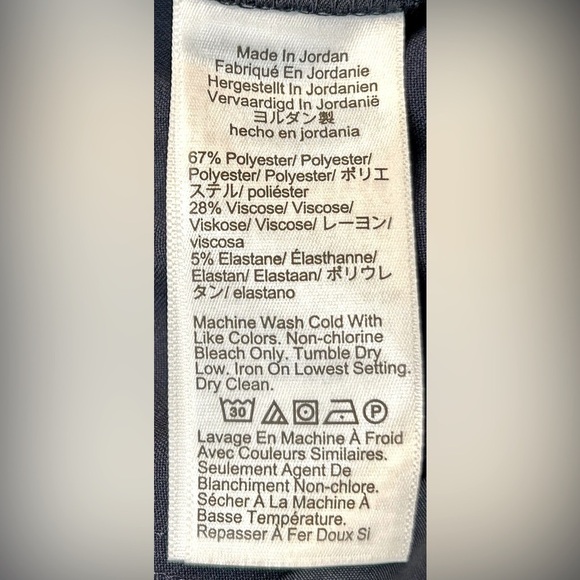 Made In Jordan
Fabriqué En Jordanie
Hergestellt In Jordanien
Vervaardigd In Jordanië
ヨルダン製
hecho en jordania
67% Polyester/ Polyester/
Polyester/ Polyester/ ポリエ
ステル/ poliéster
28% Viscose/ Viscose/
Viskose/ Viscose/ レーヨン/
viscosa
5% Elastane/ Élasthanne/
Elastan/ Elastaan/ ポリウレ
タン/ elastano
Machine Wash Cold With
Like Colors. Non-chlorine
Bleach Only. Tumble Dry
Low. Iron On Lowest Setting.
Dry Clean.
30 P
Lavage En Machine À Froid
Avec Couleurs Similaires.
Seulement Agent De
Blanchiment Non-chlore.
Sécher À La Machine À
Basse Température.
Repasser À Fer Doux Si